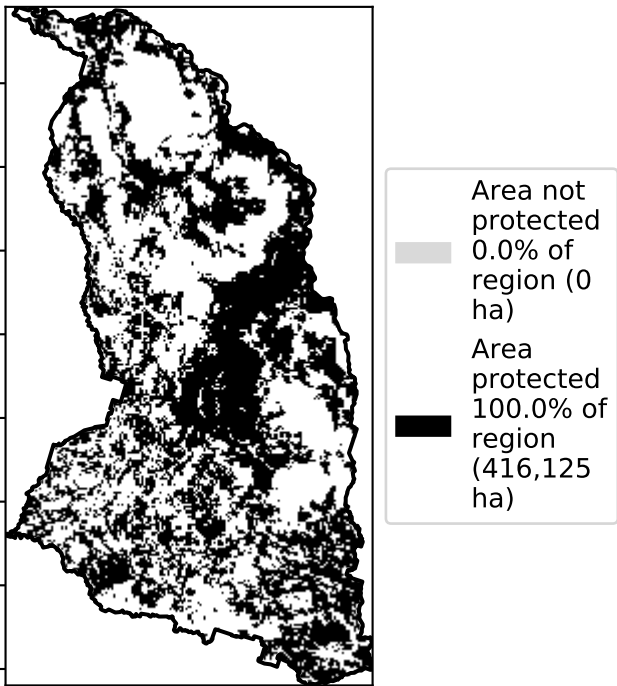 Area not
protected
0.0% of
region (0
ha)
Area
protected
100.0% of
region
(416,125
ha)